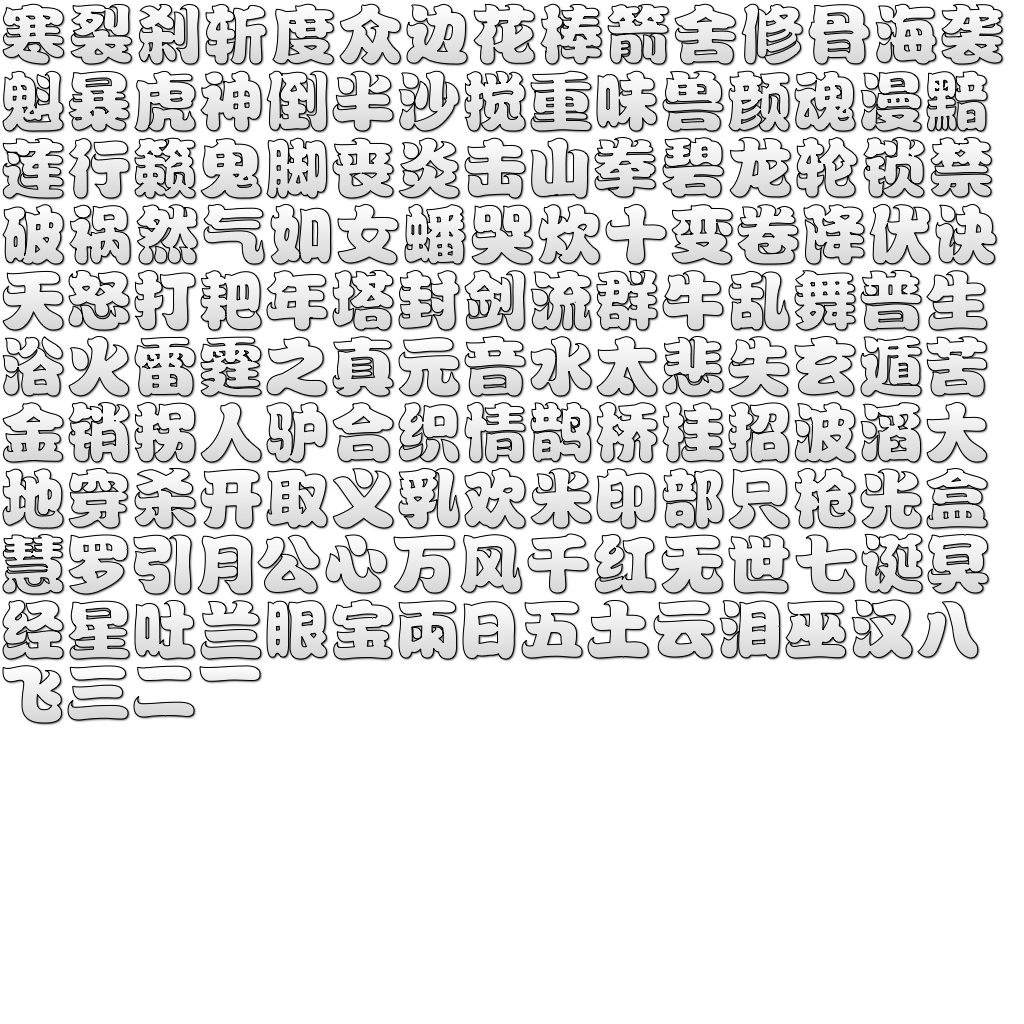 寒裂刹斩度众边花棒箭舍修骨海袭
魁暴虎神倒半沙搅重味兽颜魂漫黯
莲行籁鬼脚丧炎击山拳碧龙轮锁禁
破祸然气如女蟠哭炊十变卷降伏诀
天怒打耙年塔封剑流群牛乱舞普生
浴火雷霆之真元音水太悲失玄遁苦
金销拐人驴合织情鹊桥桂招波滔大
地穿杀开取义乳欢米印部只枪光盒
慧罗引月公心万风千红无世七诞冥
经星吐兰眼宝雨日五土云泪巫汉八
飞三二一